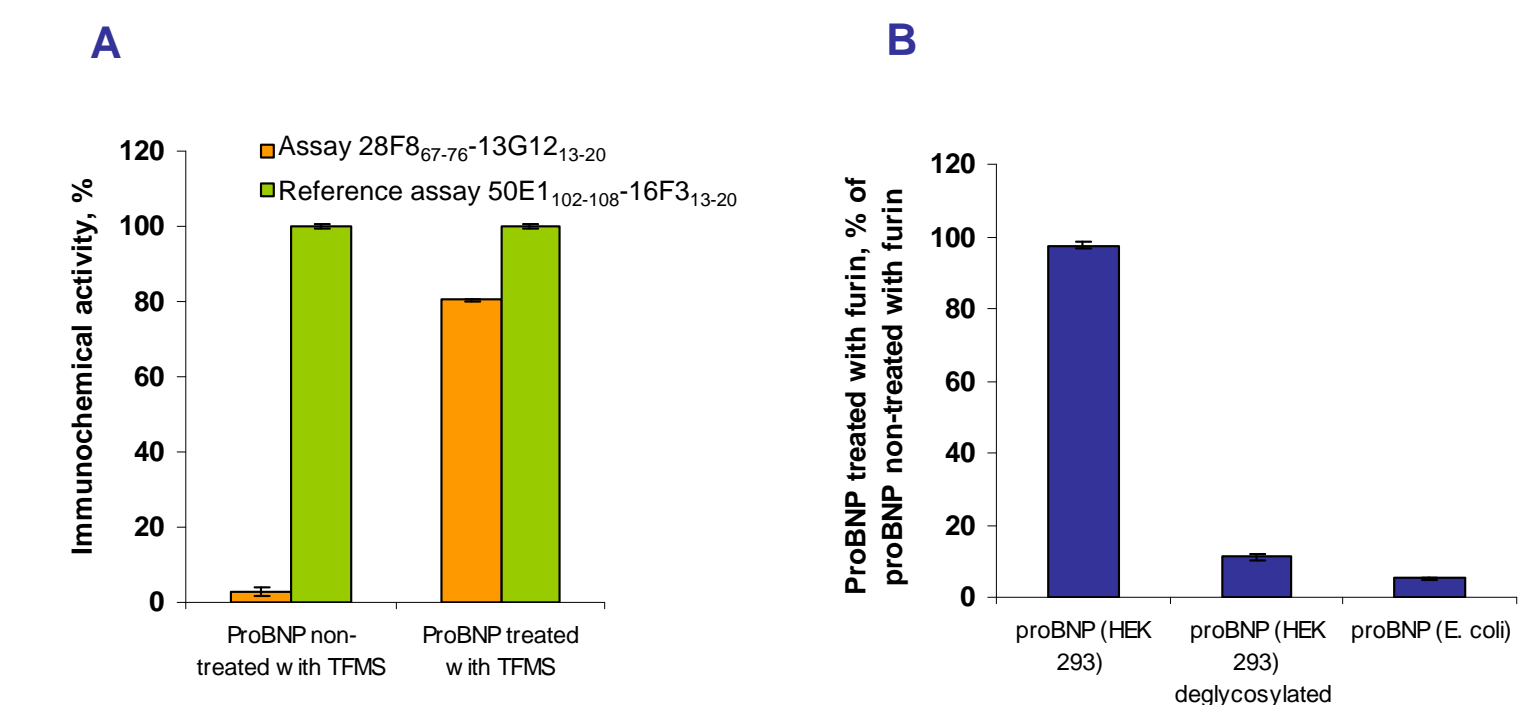 A
Immunochemical activity, %
120
100
80
60
40
20
0
Assay 28F8₆₇₋₇₆-13G12₁₃₋₂₀
Reference assay 50E1₁₀₂₋₁₀₈-16F3₁₃₋₂₀
ProBNP non-
treated with TFMS
ProBNP treated
with TFMS
B
ProBNP treated with furin, % of
proBNP non-treated with furin
120
100
80
60
40
20
0
proBNP (HEK
293)
proBNP (HEK
293)
deglycosylated
proBNP (E. coli)